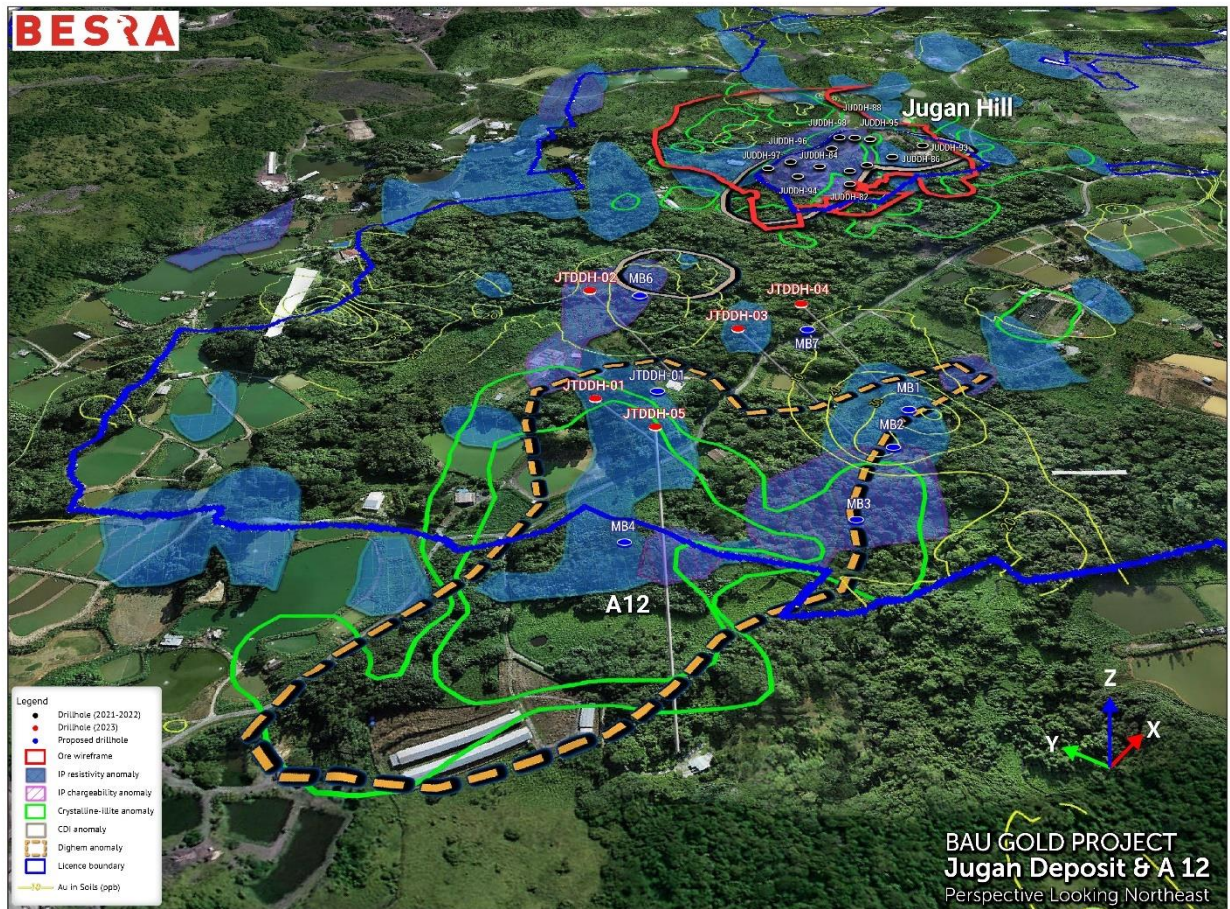 BESRA
Jugan Hill
JUDDH-88
JUDDH-98
JUDDH-95
JUDDH-96
JUDDH-93
JUDDH-97
JUDDH-84
JUDDH-86
JUDDH-94
JUDDH-82
JTDDH-02
MB6
JTDDH-04
JTDDH-03
MB7
JTDDH-01
JTDDH-01
MB1
JTDDH-05
MB2
MB3
MB4
A12
Z
Y
X
Legend
Drillhole (2021-2022)
Drillhole (2023)
Proposed drillhole
Ore wireframe
IP resistivity anomaly
IP chargeability anomaly
Crystalline-illite anomaly
CDI anomaly
Dighem anomaly
Licence boundary
10 Au in Soils (ppb)
BAU GOLD PROJECT
Jugan Deposit & A 12
Perspective Looking Northeast